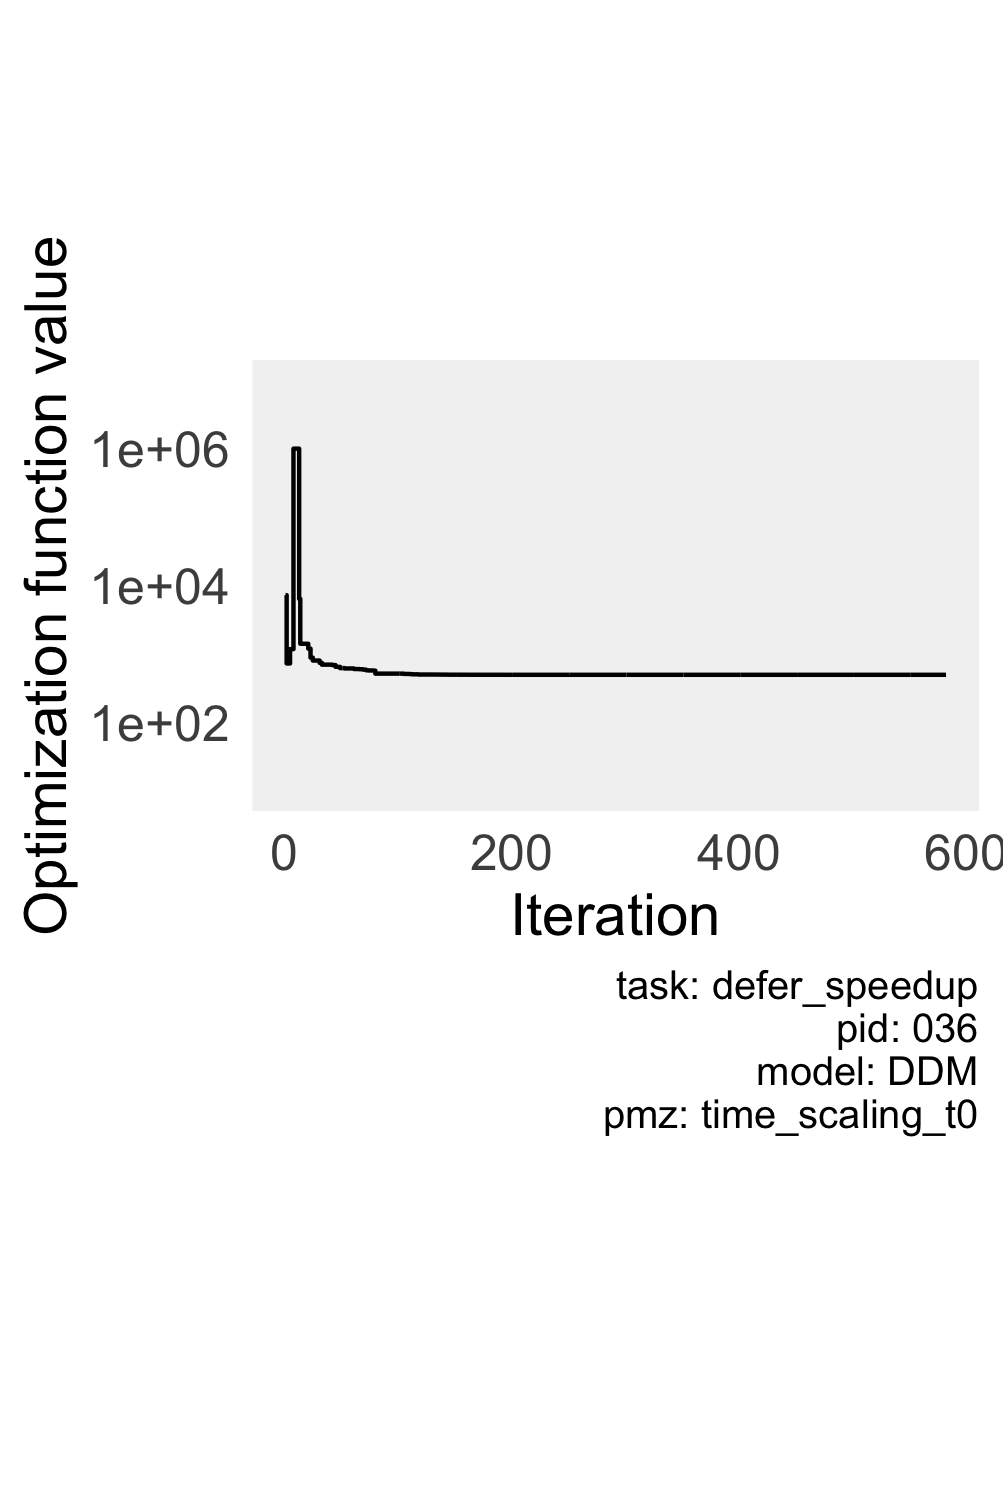 Optimization function value
1e+06
1e+04
1e+02
0 200 400 600
Iteration
task: defer_speedup
pid: 036
model: DDM
pmz: time_scaling_t0